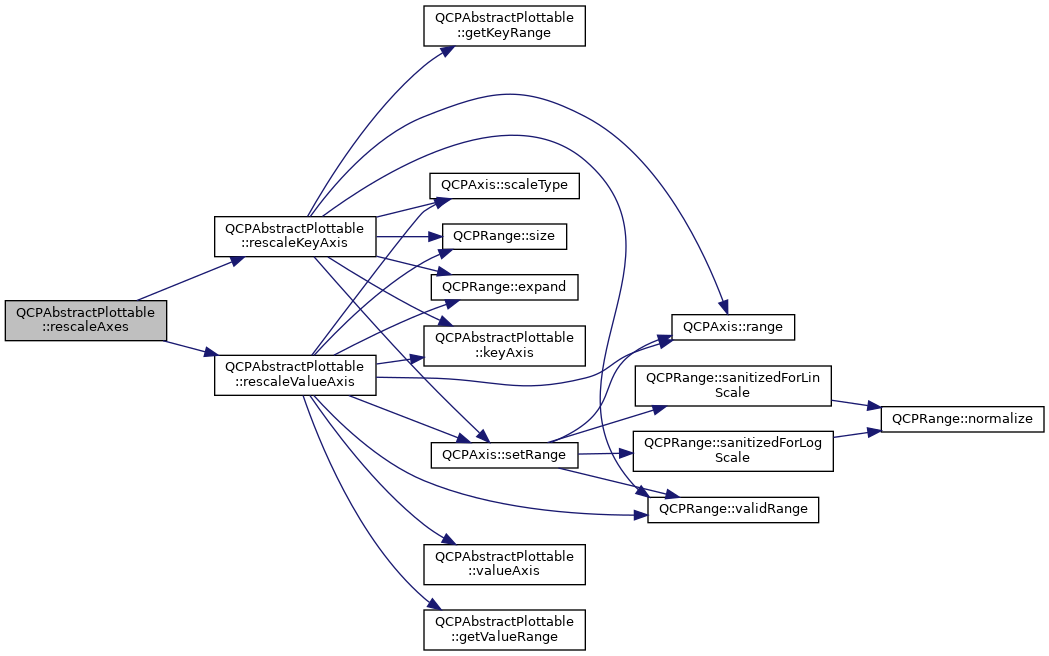 QCPAbstractPlottable
::getKeyRange
QCPAxis::scaleType
QCPAbstractPlottable
::rescaleKeyAxis
QCPRange::size
QCPRange::expand
QCPAbstractPlottable
::rescaleAxes
QCPAxis::range
QCPAbstractPlottable
::keyAxis
QCPAbstractPlottable
::rescaleValueAxis
QCPRange::sanitizedForLin
Scale
QCPRange::normalize
QCPAxis::setRange
QCPRange::sanitizedForLog
Scale
QCPRange::validRange
QCPAbstractPlottable
::valueAxis
QCPAbstractPlottable
::getValueRange